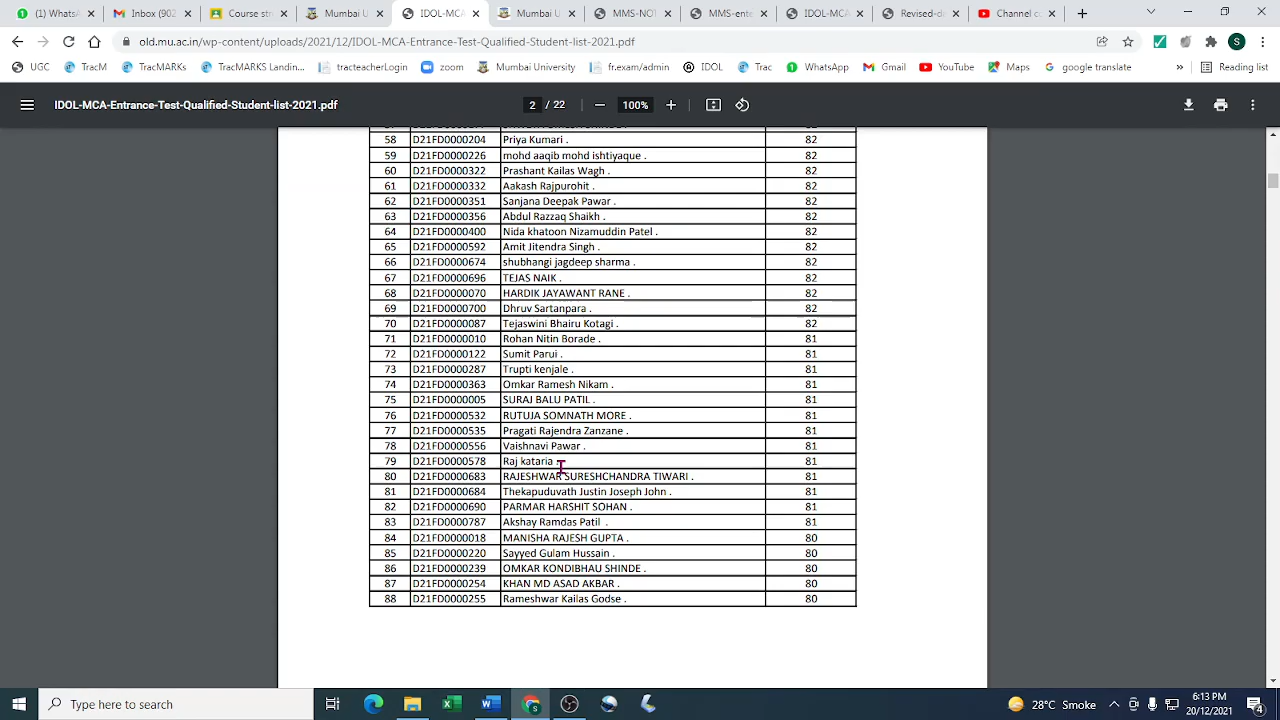 (1) WhatsA
Inbox (902
Course str
Mumbai U
IDOL-MCA
Mumbai
MMS-NOT
MMS-ente
IDOL-MCA
Revised-d
Channel co
old.mu.ac.in/wp-content/uploads/2021/12/IDOL-MCA-Entrance-Test-Qualified-Student-list-2021.pdf
S
UGC
TracM
TracMARKs
TracMARKS Landin...
tracteacherLogin
zoom
Mumbai University
fr.exam/admin
IDOL
Trac
WhatsApp
Gmail
YouTube
Maps
google translate
»
Reading list
IDOL-MCA-Entrance-Test-Qualified-Student-list-2021.pdf
2 / 22
100%
58 D21FD0000204 Priya Kumari . 82
59 D21FD0000226 mohd aaqib mohd ishtiyaque . 82
60 D21FD0000322 Prashant Kailas Wagh . 82
61 D21FD0000332 Aakash Rajpurohit . 82
62 D21FD0000351 Sanjana Deepak Pawar . 82
63 D21FD0000356 Abdul Razzaq Shaikh . 82
64 D21FD0000400 Nida khatoon Nizamuddin Patel . 82
65 D21FD0000592 Amit Jitendra Singh . 82
66 D21FD0000674 shubhangi jagdeep sharma . 82
67 D21FD0000696 TEJAS NAIK . 82
68 D21FD0000070 HARDIK JAYAWANT RANE . 82
69 D21FD0000700 Dhruv Sartanpara . 82
70 D21FD0000087 Tejaswini Bhairu Kotagi . 82
71 D21FD0000010 Rohan Nitin Borade . 81
72 D21FD0000122 Sumit Parui . 81
73 D21FD0000287 Trupti kenjale . 81
74 D21FD0000363 Omkar Ramesh Nikam . 81
75 D21FD0000005 SURAJ BALU PATIL . 81
76 D21FD0000532 RUTUJA SOMNATH MORE . 81
77 D21FD0000535 Pragati Rajendra Zanzane . 81
78 D21FD0000556 Vaishnavi Pawar . 81
79 D21FD0000578 Raj kataria . 81
80 D21FD0000683 RAJESHWAR SURESHCHANDRA TIWARI . 81
81 D21FD0000684 Thekapuduvath Justin Joseph John . 81
82 D21FD0000690 PARMAR HARSHIT SOHAN . 81
83 D21FD0000787 Akshay Ramdas Patil . 81
84 D21FD0000018 MANISHA RAJESH GUPTA . 80
85 D21FD0000220 Sayyed Gulam Hussain . 80
86 D21FD0000239 OMKAR KONDIBHAU SHINDE . 80
87 D21FD0000254 KHAN MD ASAD AKBAR . 80
88 D21FD0000255 Rameshwar Kailas Godse . 80
Type here to search
28°C Smoke
6:13 PM
20/12/2021